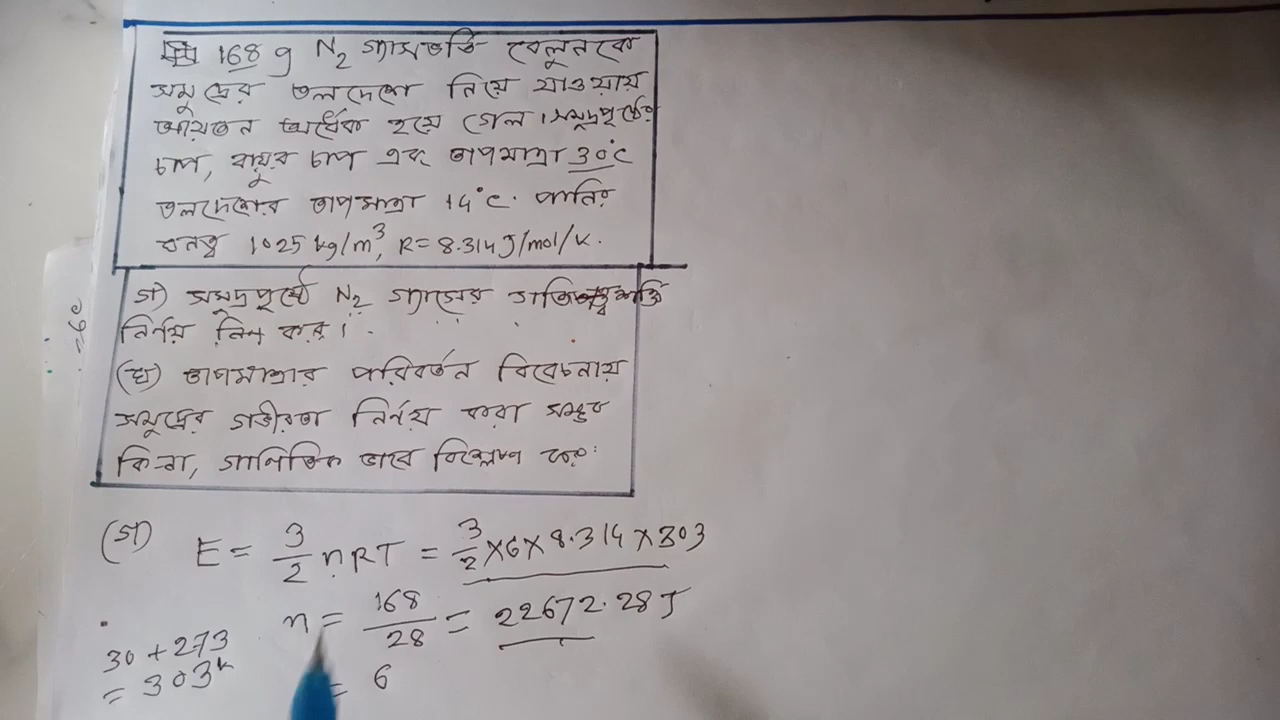 168 g N2 গ্যাসভর্তি বেলুনকে
সমুদ্রের তলদেশে নিয়ে যাওয়ায়
আয়তন অর্ধেক হয়ে গেল। সমুদ্রপৃষ্ঠের
চাপ, বায়ুর চাপ এবং তাপমাত্রা 30°C
তলদেশের তাপমাত্রা 14°C. পানির
ঘনত্ব 1025 kg/m3, R= 8.314J/mol/K.
গ) সমুদ্রপৃষ্ঠে N2 গ্যাসের গতিশক্তি
নির্ণয় কর।
(ঘ) তাপমাত্রার পরিবর্তন বিবেচনায়
সমুদ্রের গভীরতা নির্ণয় করা সম্ভব
কিনা, গাণিতিক ভাবে বিশ্লেষণ কর:
(গ) E = 3/2 nRT = 3/2 ×6× 8.314 × 303
n = 168/28 = 22672.28 J
30 + 273
= 303K
= 6